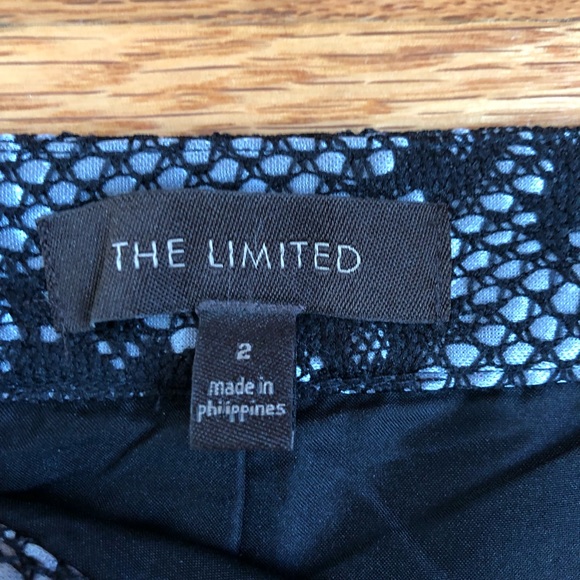 THE LIMITED
2
made in
philippines